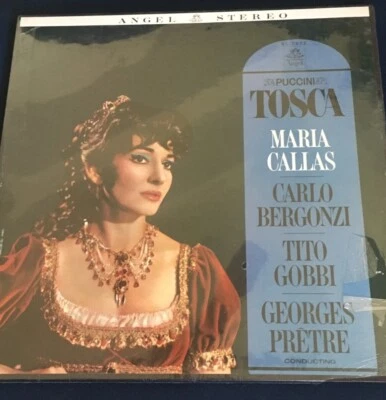 ANGEL STEREO
PUCCINI
TOSCA
MARIA
CALLAS
CARLO
BERGONZI
TITO
GOBBI
GEORGES
PRÊTRE
CONDUCTING